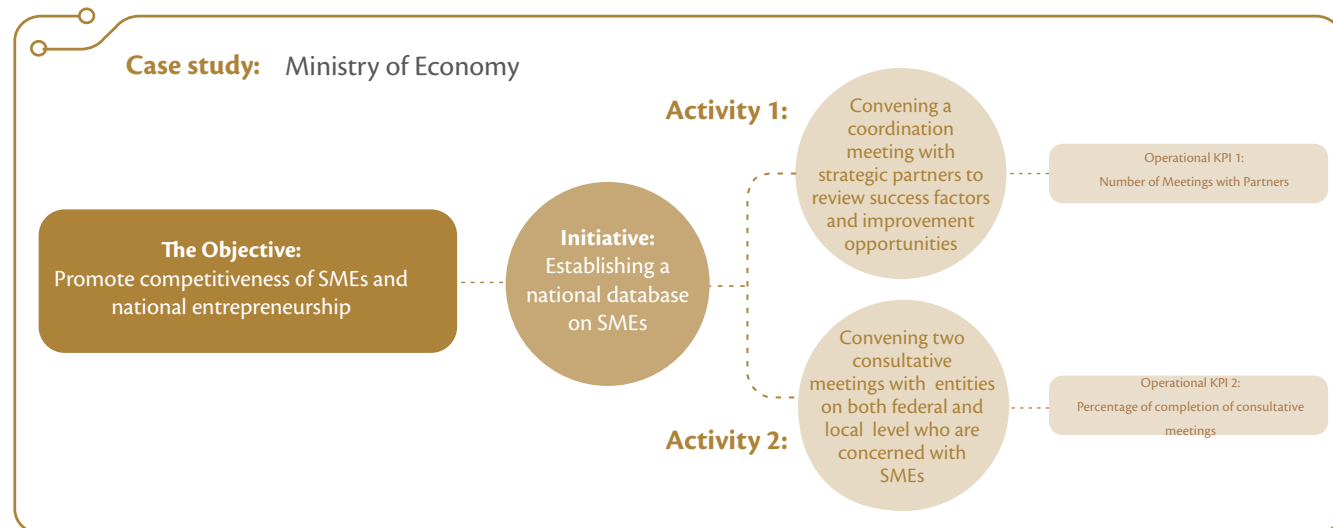 Case study: Ministry of Economy
The Objective:
Promote competitiveness of SMEs and
national entrepreneurship
Initiative:
Establishing a
national database
on SMEs
Activity 1:
Convening a
coordination
meeting with
strategic partners to
review success factors
and improvement
opportunities
Operational KPI 1:
Number of Meetings with Partners
Activity 2:
Convening two
consultative
meetings with entities
on both federal and
local level who are
concerned with
SMEs
Operational KPI 2:
Percentage of completion of consultative
meetings